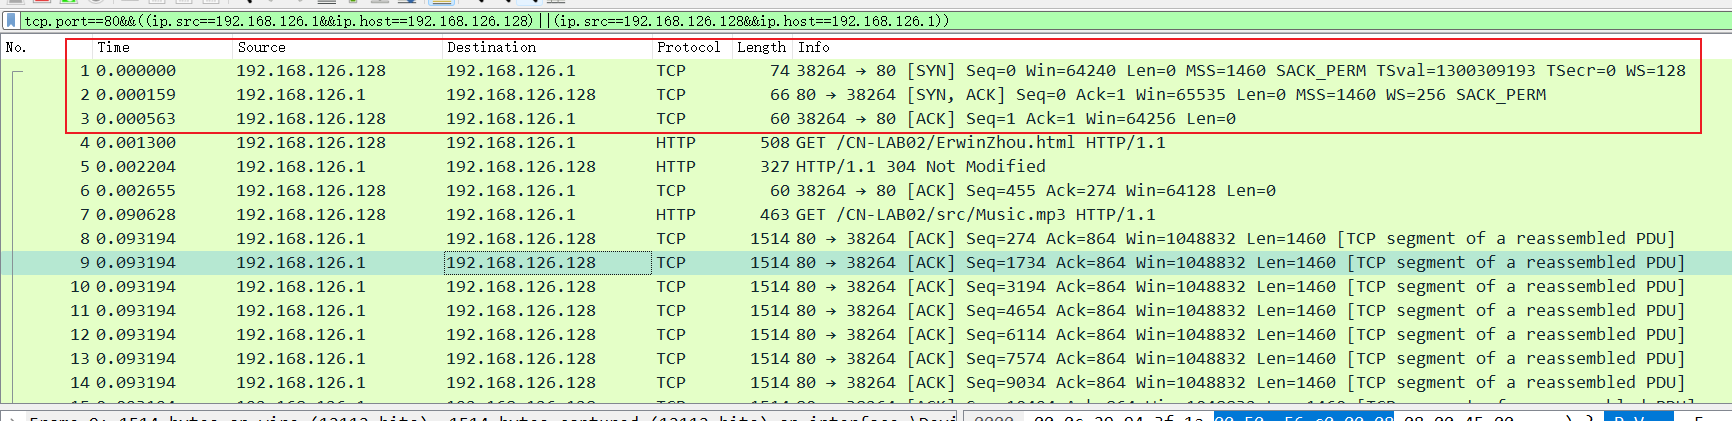 tcp.port==80&&((ip.src==192.168.126.1&&ip.host==192.168.126.128)||(ip.src==192.168.126.128&&ip.host==192.168.126.1))
No. Time Source Destination Protocol Length Info
1 0.000000 192.168.126.128 192.168.126.1 TCP 74 38264 → 80 [SYN] Seq=0 Win=64240 Len=0 MSS=1460 SACK_PERM TSval=1300309193 TSecr=0 WS=128
2 0.000159 192.168.126.1 192.168.126.128 TCP 66 80 → 38264 [SYN, ACK] Seq=0 Ack=1 Win=65535 Len=0 MSS=1460 WS=256 SACK_PERM
3 0.000563 192.168.126.128 192.168.126.1 TCP 60 38264 → 80 [ACK] Seq=1 Ack=1 Win=64256 Len=0
4 0.001300 192.168.126.128 192.168.126.1 HTTP 508 GET /CN-LAB02/ErwinZhou.html HTTP/1.1
5 0.002204 192.168.126.1 192.168.126.128 HTTP 327 HTTP/1.1 304 Not Modified
6 0.002655 192.168.126.128 192.168.126.1 TCP 60 38264 → 80 [ACK] Seq=455 Ack=274 Win=64128 Len=0
7 0.090628 192.168.126.128 192.168.126.1 HTTP 463 GET /CN-LAB02/src/Music.mp3 HTTP/1.1
8 0.093194 192.168.126.1 192.168.126.128 TCP 1514 80 → 38264 [ACK] Seq=274 Ack=864 Win=1048832 Len=1460 [TCP segment of a reassembled PDU]
9 0.093194 192.168.126.1 192.168.126.128 TCP 1514 80 → 38264 [ACK] Seq=1734 Ack=864 Win=1048832 Len=1460 [TCP segment of a reassembled PDU]
10 0.093194 192.168.126.1 192.168.126.128 TCP 1514 80 → 38264 [ACK] Seq=3194 Ack=864 Win=1048832 Len=1460 [TCP segment of a reassembled PDU]
11 0.093194 192.168.126.1 192.168.126.128 TCP 1514 80 → 38264 [ACK] Seq=4654 Ack=864 Win=1048832 Len=1460 [TCP segment of a reassembled PDU]
12 0.093194 192.168.126.1 192.168.126.128 TCP 1514 80 → 38264 [ACK] Seq=6114 Ack=864 Win=1048832 Len=1460 [TCP segment of a reassembled PDU]
13 0.093194 192.168.126.1 192.168.126.128 TCP 1514 80 → 38264 [ACK] Seq=7574 Ack=864 Win=1048832 Len=1460 [TCP segment of a reassembled PDU]
14 0.093194 192.168.126.1 192.168.126.128 TCP 1514 80 → 38264 [ACK] Seq=9034 Ack=864 Win=1048832 Len=1460 [TCP segment of a reassembled PDU]